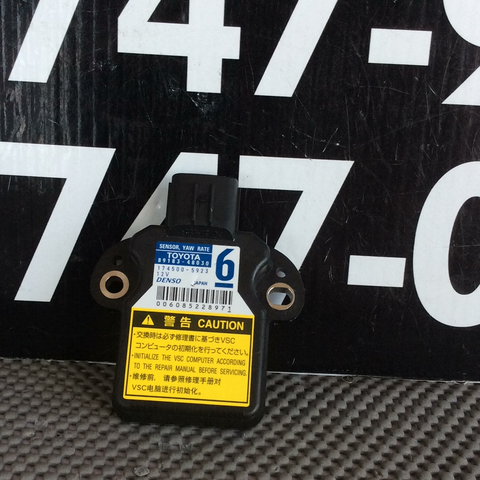 747-9
747-0
SENSOR, YAW RATE
TOYOTA
89183-48030
174500-5923
12V
DENSO JAPAN
6
006085228971
警告 CAUTION
・交換時は必ず修理書に基づきVSC
コンピュータの初期化を行ってください。
・INITIALIZE THE VSC COMPUTER ACCORDING
TO THE REPAIR MANUAL BEFORE SERVICING.
・维修前，请参照修理手册对
VSC电脑进行初始化。